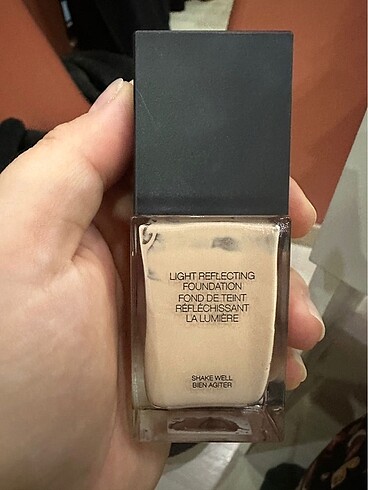 LIGHT REFLECTING
FOUNDATION
FOND DE TEINT
RÉFLÉCHISSANT
LA LUMIÈRE
SHAKE WELL
BIEN AGITER